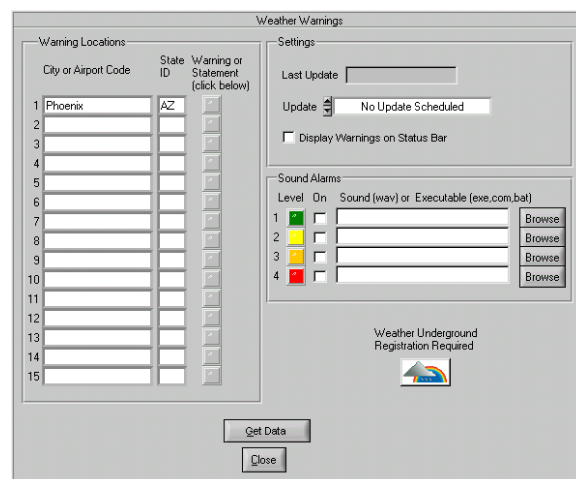 Weather Warnings
Warning Locations
City or Airport Code
State ID
Warning or Statement (click below)
1 Phoenix AZ
2
3
4
5
6
7
8
9
10
11
12
13
14
15
Settings
Last Update
Update No Update Scheduled
Display Warnings on Status Bar
Sound Alarms
Level On Sound (wav) or Executable (exe,com,bat)
1 Browse
2 Browse
3 Browse
4 Browse
Weather Underground
Registration Required
Get Data
Close